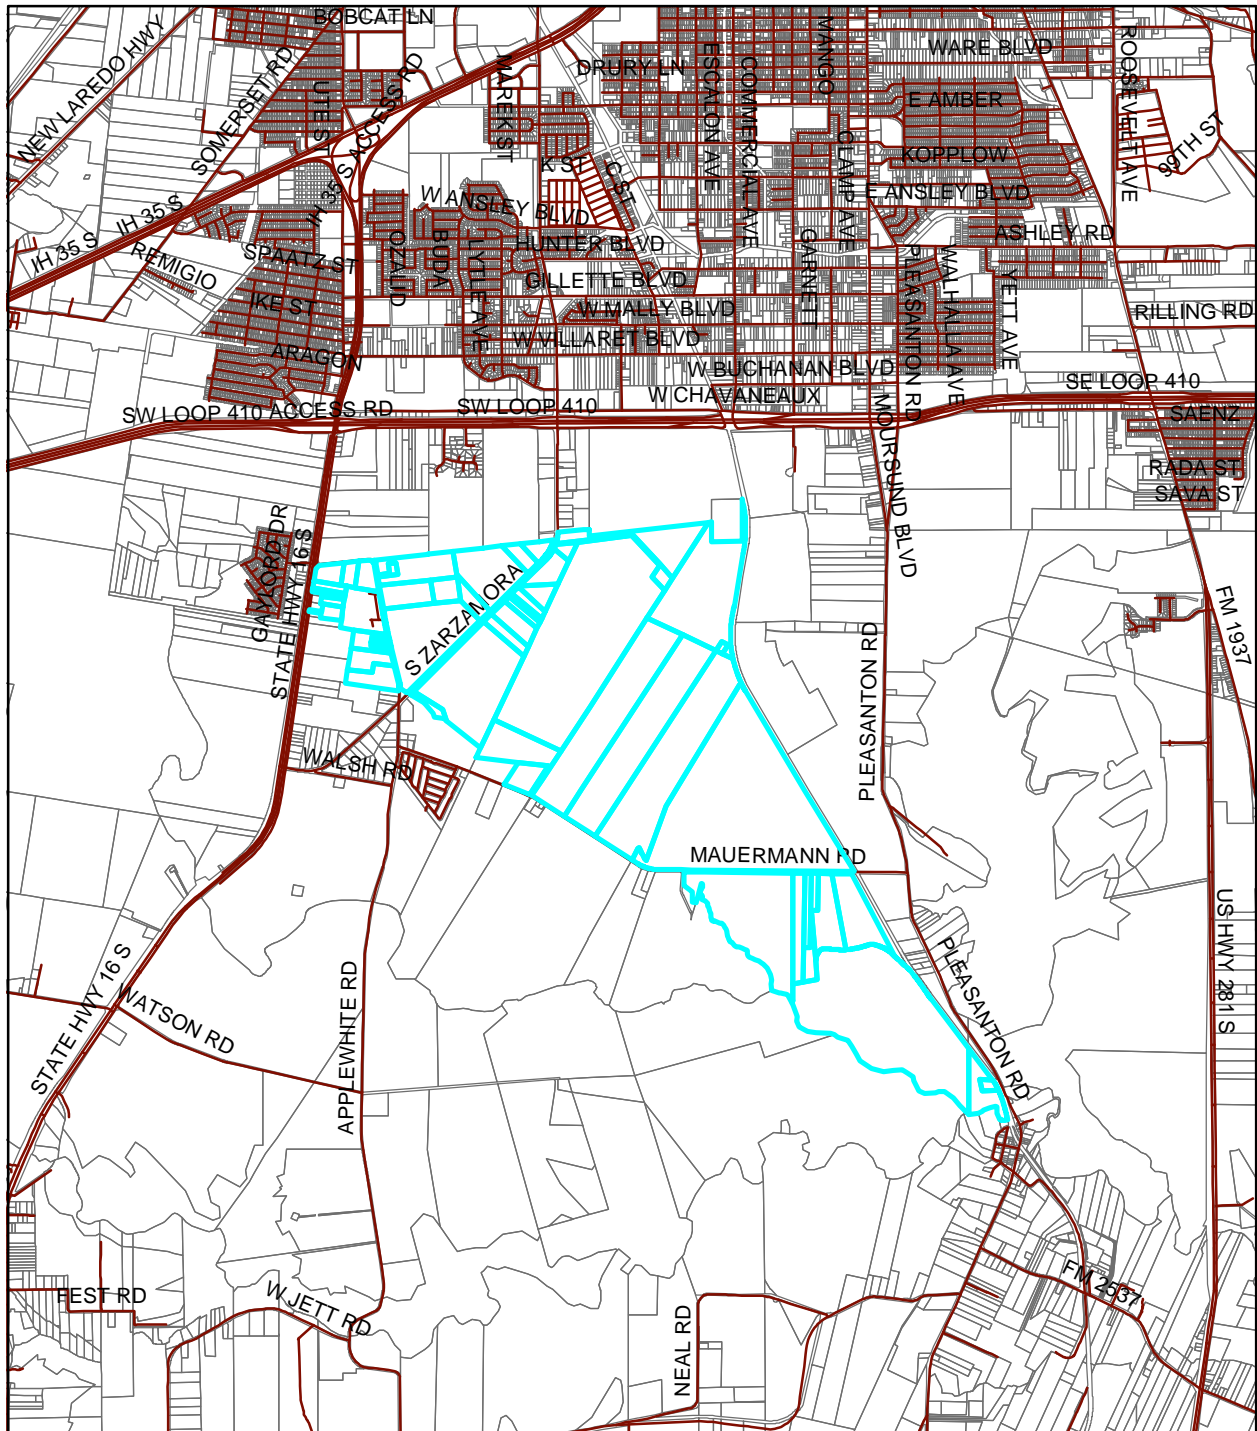 BOBCAT LN
NEW LAREDO HWY
SOMERSET RD
UTE ST
IH 35 S ACCESS RD
MAREK ST
DRURY LN
ESCALON AVE
COMMERCIAL AVE
VANGO
WARE BLVD
ROOSEVELT AVE
E AMBER
99TH ST
K ST
C ST
CLAMP AVE
KOPPLOW
W ANSLEY BLVD
E ANSLEY BLVD
IH 35 S
IH 35 S
REMIGIO
SPAATZ ST
OZALID
BUDA
LYTLE AVE
HUNTER BLVD
GARNETT
PLEASANTON RD
WALHALLA AVE
ASHLEY RD
YETT AVE
GILLETTE BLVD
IKE ST
W MALLY BLVD
RILLING RD
W VILLARET BLVD
ARAGON
W BUCHANAN BLVD
SE LOOP 410
W CHAVANEAUX
SW LOOP 410 ACCESS RD
SW LOOP 410
MOURSUND BLVD
SAENZ
RADA ST
SAVA ST
GAYLORD DR
STATE HWY 16 S
S ZARZAMORA
FM 1937
PLEASANTON RD
WALSH RD
MAUERMANN RD
US HWY 281 S
PLEASANTON RD
STATE HWY 16 S
WATSON RD
APPLEWHITE RD
FM 2537
FEST RD
W JETT RD
NEAL RD